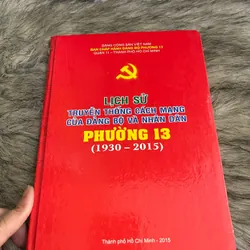 ĐẢNG CỘNG SẢN VIỆT NAM
BAN CHẤP HÀNH ĐẢNG BỘ PHƯỜNG 13
QUẬN 11 - THÀNH PHỐ HỒ CHÍ MINH
LỊCH SỬ
TRUYỀN THỐNG CÁCH MẠNG
CỦA ĐẢNG BỘ VÀ NHÂN DÂN
PHƯỜNG 13
(1930 - 2015)
Thành phố Hồ Chí Minh - 2015